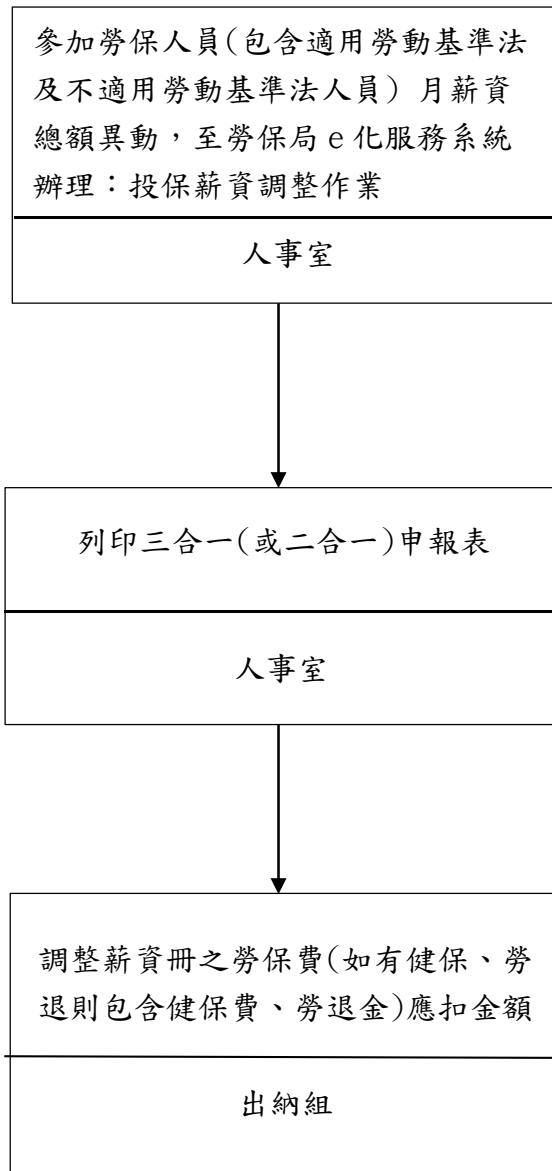 參加勞保人員(包含適用勞動基準法
及不適用勞動基準法人員) 月薪資
總額異動，至勞保局 e 化服務系統
辦理：投保薪資調整作業
人事室
列印三合一(或二合一)申報表
人事室
調整薪資冊之勞保費(如有健保、勞
退則包含健保費、勞退金)應扣金額
出納組